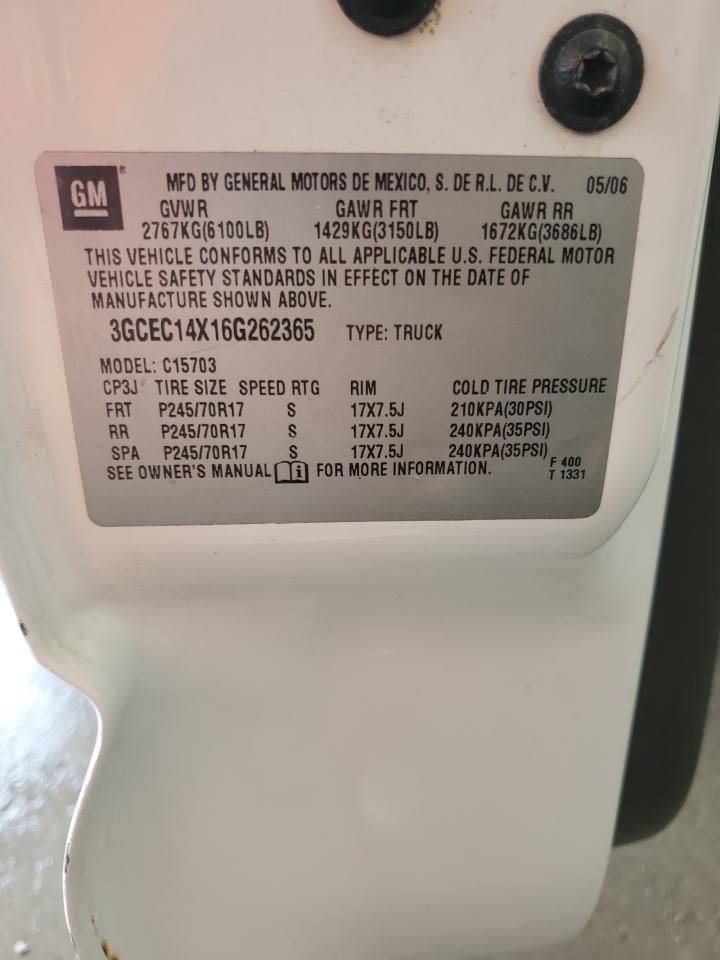 GM ® MFD BY GENERAL MOTORS DE MEXICO, S. DE R.L. DE C.V. 05/06
GVWR GAWR FRT GAWR RR
2767KG(6100LB) 1429KG(3150LB) 1672KG(3686LB)
THIS VEHICLE CONFORMS TO ALL APPLICABLE U.S. FEDERAL MOTOR
VEHICLE SAFETY STANDARDS IN EFFECT ON THE DATE OF
MANUFACTURE SHOWN ABOVE.
3GCEC14X16G262365 TYPE: TRUCK
MODEL: C15703
CP3J TIRE SIZE SPEED RTG RIM COLD TIRE PRESSURE
FRT P245/70R17 S 17X7.5J 210KPA(30PSI)
RR P245/70R17 S 17X7.5J 240KPA(35PSI)
SPA P245/70R17 S 17X7.5J 240KPA(35PSI)
SEE OWNER'S MANUAL i FOR MORE INFORMATION. F 400
T 1331